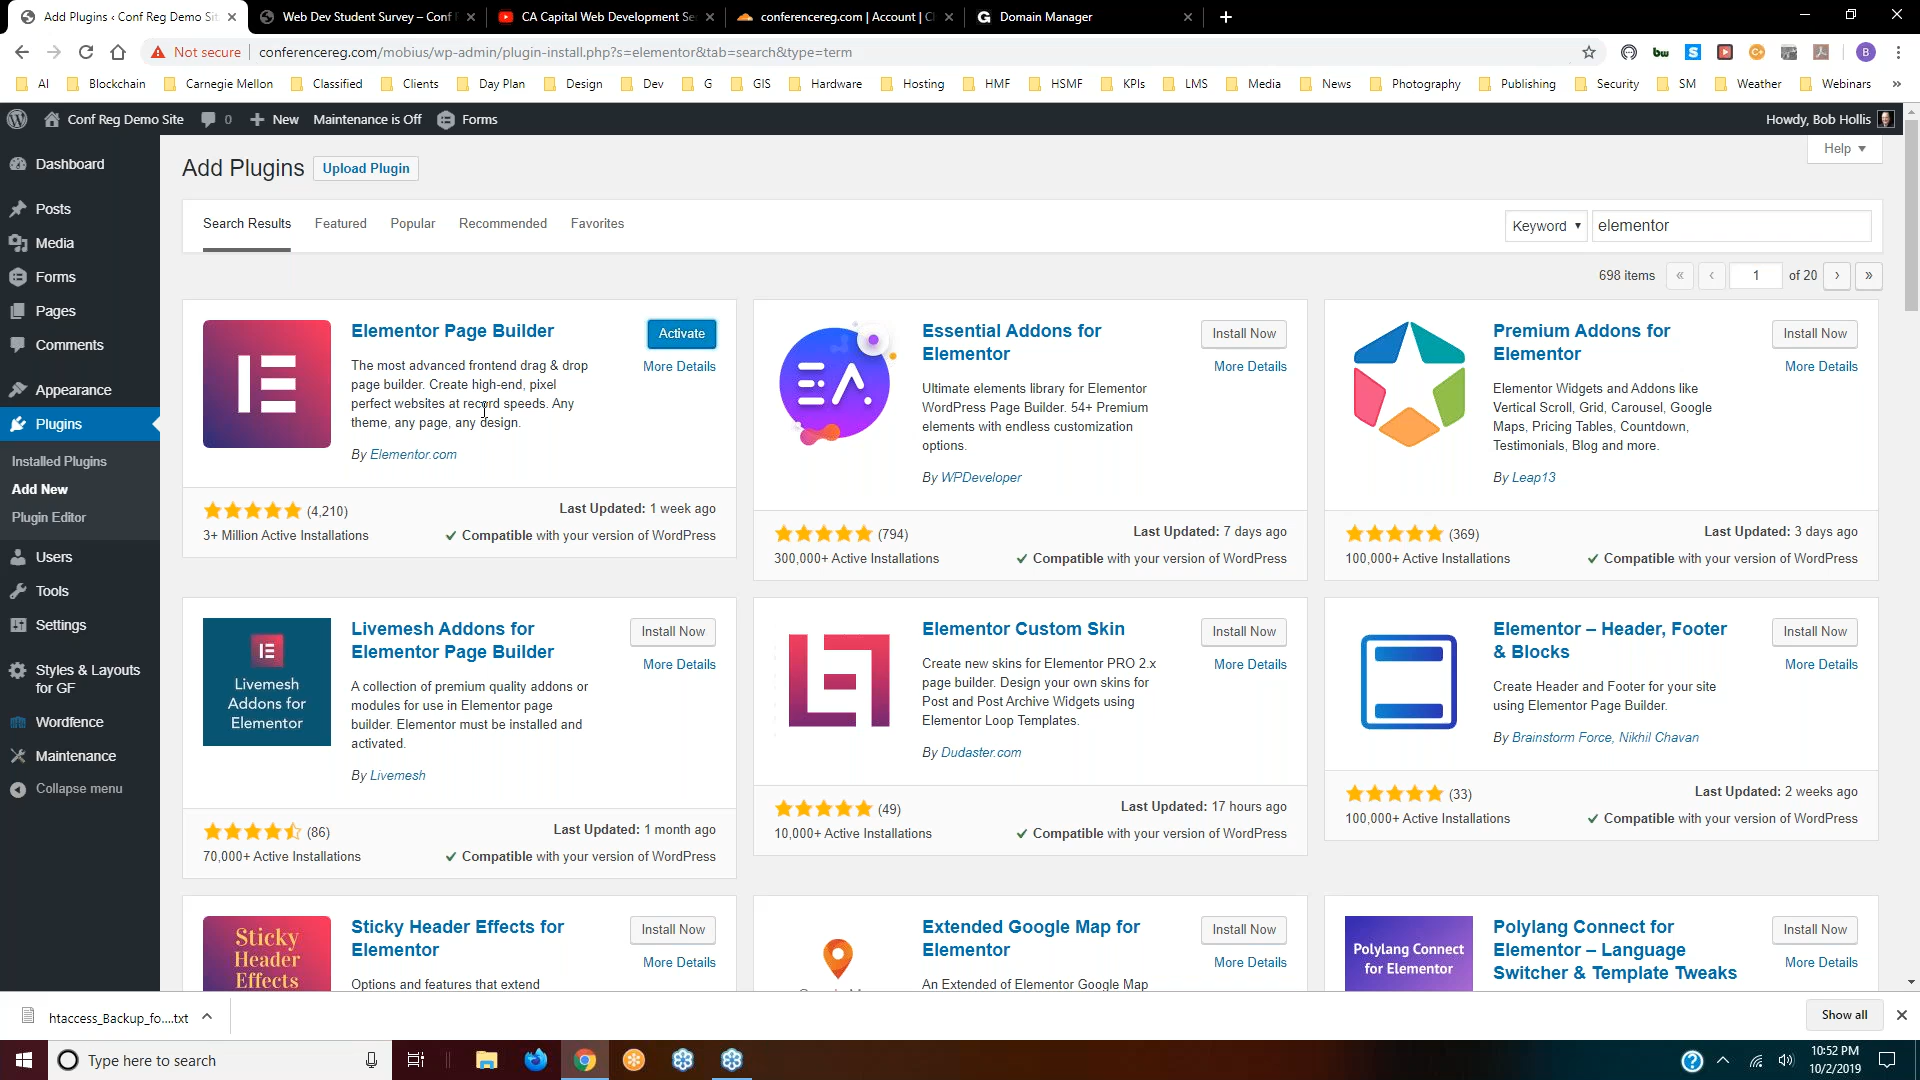 Add Plugins ‹ Conf Reg Demo Sit
Web Dev Student Survey – Conf
CA Capital Web Development Se
conferencereg.com | Account | C
Domain Manager
Not secure
conferencereg.com/mobius/wp-admin/plugin-install.php?s=elementor&tab=search&type=term
AI
Blockchain
Carnegie Mellon
Classified
Clients
Day Plan
Design
Dev
G
GIS
Hardware
Hosting
HMF
HSMF
KPIs
LMS
Media
News
Photography
Publishing
Security
SM
Weather
Webinars
Conf Reg Demo Site
0
New
Maintenance is Off
Forms
Howdy, Bob Hollis
Dashboard
Posts
Media
Forms
Pages
Comments
Appearance
Plugins
Installed Plugins
Add New
Plugin Editor
Users
Tools
Settings
Styles & Layouts
for GF
Wordfence
Maintenance
Collapse menu
Add Plugins
Upload Plugin
Help
Search Results
Featured
Popular
Recommended
Favorites
Keyword
elementor
698 items
«
‹
1
of 20
›
»
Elementor Page Builder
Activate
More Details
The most advanced frontend drag & drop
page builder. Create high-end, pixel
perfect websites at record speeds. Any
theme, any page, any design.
By Elementor.com
(4,210)
3+ Million Active Installations
Last Updated: 1 week ago
Compatible with your version of WordPress
Essential Addons for
Elementor
Install Now
More Details
Ultimate elements library for Elementor
WordPress Page Builder. 54+ Premium
elements with endless customization
options.
By WPDeveloper
(794)
300,000+ Active Installations
Last Updated: 7 days ago
Compatible with your version of WordPress
Premium Addons for
Elementor
Install Now
More Details
Elementor Widgets and Addons like
Vertical Scroll, Grid, Carousel, Google
Maps, Pricing Tables, Countdown,
Testimonials, Blog and more.
By Leap13
(369)
100,000+ Active Installations
Last Updated: 3 days ago
Compatible with your version of WordPress
Livemesh
Addons for
Elementor
Livemesh Addons for
Elementor Page Builder
Install Now
More Details
A collection of premium quality addons or
modules for use in Elementor page
builder. Elementor must be installed and
activated.
By Livemesh
(86)
70,000+ Active Installations
Last Updated: 1 month ago
Compatible with your version of WordPress
Elementor Custom Skin
Install Now
More Details
Create new skins for Elementor PRO 2.x
page builder. Design your own skins for
Post and Post Archive Widgets using
Elementor Loop Templates.
By Dudaster.com
(49)
10,000+ Active Installations
Last Updated: 17 hours ago
Compatible with your version of WordPress
Elementor – Header, Footer
& Blocks
Install Now
More Details
Create Header and Footer for your site
using Elementor Page Builder.
By Brainstorm Force, Nikhil Chavan
(33)
100,000+ Active Installations
Last Updated: 2 weeks ago
Compatible with your version of WordPress
Sticky
Header
Effects
Sticky Header Effects for
Elementor
Install Now
More Details
Options and features that extend
Extended Google Map for
Elementor
Install Now
More Details
An Extended of Elementor Google Map
Polylang Connect
for Elementor
Polylang Connect for
Elementor – Language
Switcher & Template Tweaks
Install Now
More Details
htaccess_Backup_fo....txt
Show all
Type here to search
10:52 PM
10/2/2019